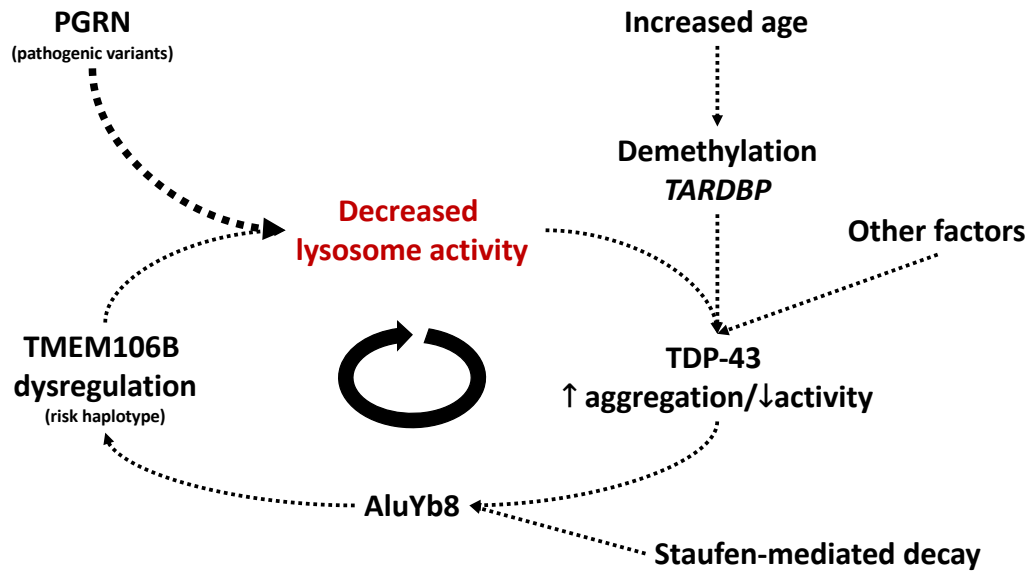 PGRN
(pathogenic variants)
Increased age
Demethylation
TARDBP
Decreased
lysosome activity
Other factors
TMEM106B
dysregulation
(risk haplotype)
TDP-43
↑ aggregation/↓activity
AluYb8
Staufen-mediated decay